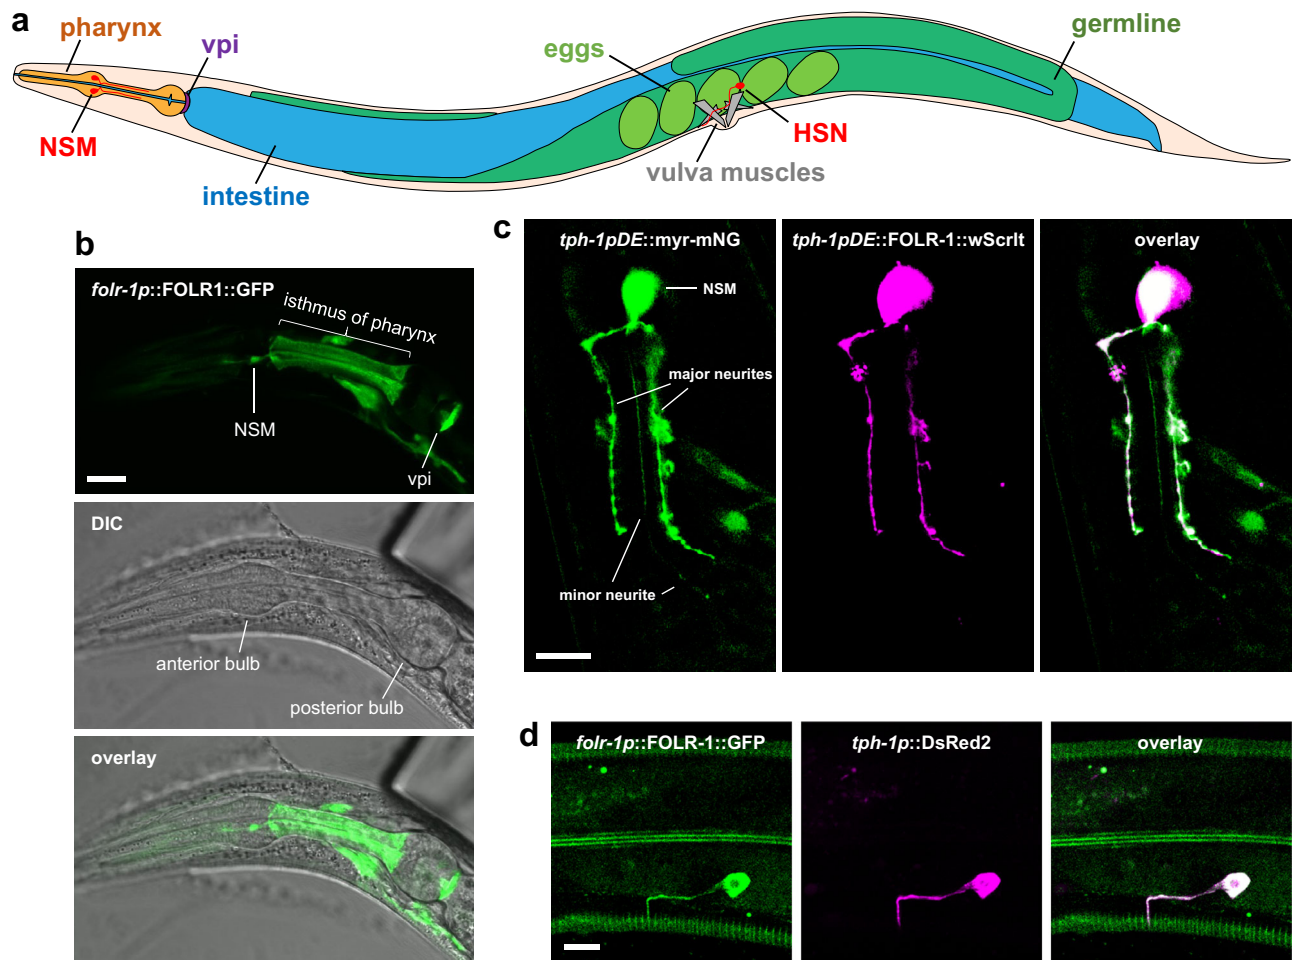 a
pharynx
vpi
NSM
intestine
eggs
HSN
vulva muscles
germline
b
folr-1p::FOLR1::GFP
isthmus of pharynx
NSM
vpi
DIC
anterior bulb
posterior bulb
overlay
c
tph-1pDE::myr-mNG
NSM
major neurites
minor neurite
tph-1pDE::FOLR-1::wScrlt
overlay
d
folr-1p::FOLR-1::GFP
tph-1p::DsRed2
overlay